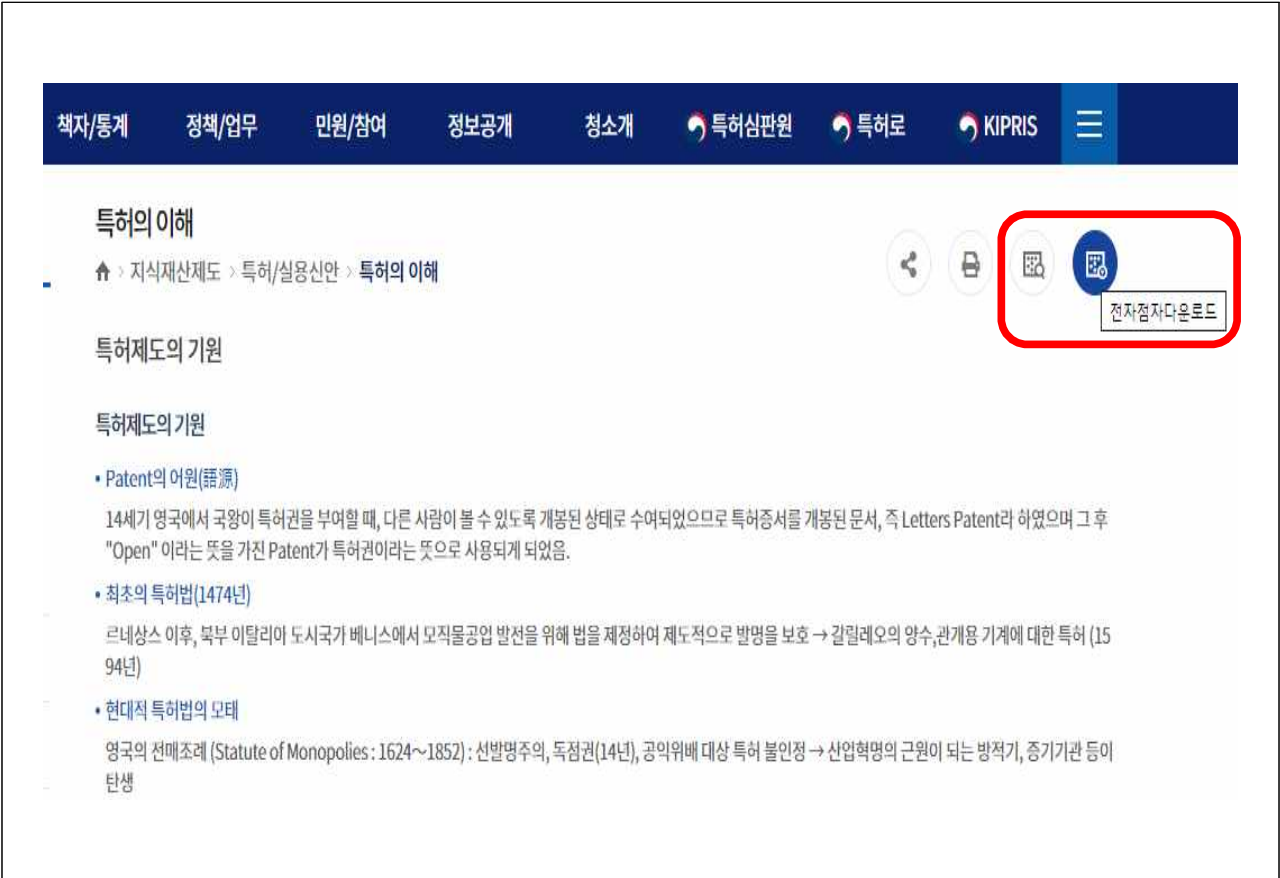 책자/통계 정책/업무 민원/참여 정보공개 청소개 특허심판원 특허로 KIPRIS
특허의 이해
지식재산제도 > 특허/실용신안 > 특허의 이해
전자점자다운로드
특허제도의 기원
특허제도의 기원
• Patent의 어원(語源)
14세기 영국에서 국왕이 특허권을 부여할 때, 다른 사람이 볼 수 있도록 개봉된 상태로 수여되었으므로 특허증서를 개봉된 문서, 즉 Letters Patent라 하였으며 그 후
"Open" 이라는 뜻을 가진 Patent가 특허권이라는 뜻으로 사용되게 되었음.
• 최초의 특허법(1474년)
르네상스 이후, 북부 이탈리아 도시국가 베니스에서 모직물공업 발전을 위해 법을 제정하여 제도적으로 발명을 보호 → 갈릴레오의 양수,관개용 기계에 대한 특허 (15
94년)
• 현대적 특허법의 모태
영국의 전매조례 (Statute of Monopolies : 1624～1852) : 선발명주의, 독점권(14년), 공익위배 대상 특허 불인정 → 산업혁명의 근원이 되는 방적기, 증기기관 등이
탄생